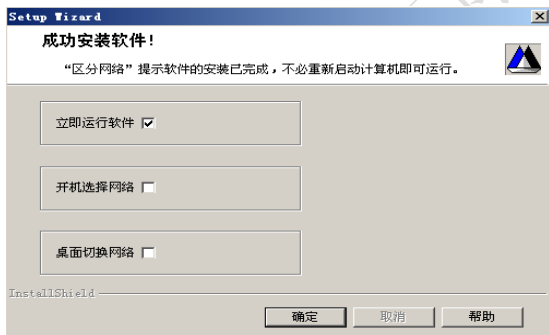 Setup Wizard
成功安装软件!
“区分网络”提示软件的安装已完成,不必重新启动计算机即可运行。
立即运行软件
开机选择网络
桌面切换网络
InstallShield
确定 取消 帮助